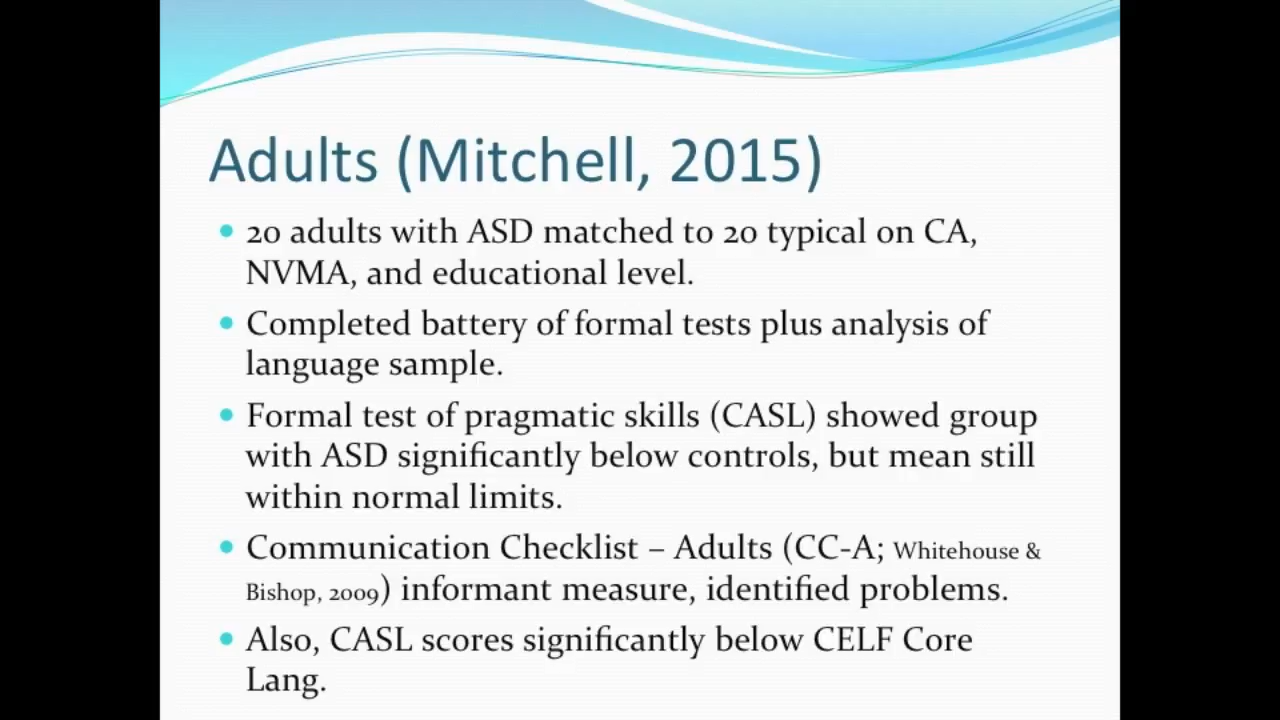 Adults (Mitchell, 2015)
• 20 adults with ASD matched to 20 typical on CA,
NVMA, and educational level.
• Completed battery of formal tests plus analysis of
language sample.
• Formal test of pragmatic skills (CASL) showed group
with ASD significantly below controls, but mean still
within normal limits.
• Communication Checklist – Adults (CC-A; Whitehouse &
Bishop, 2009) informant measure, identified problems.
• Also, CASL scores significantly below CELF Core
Lang.